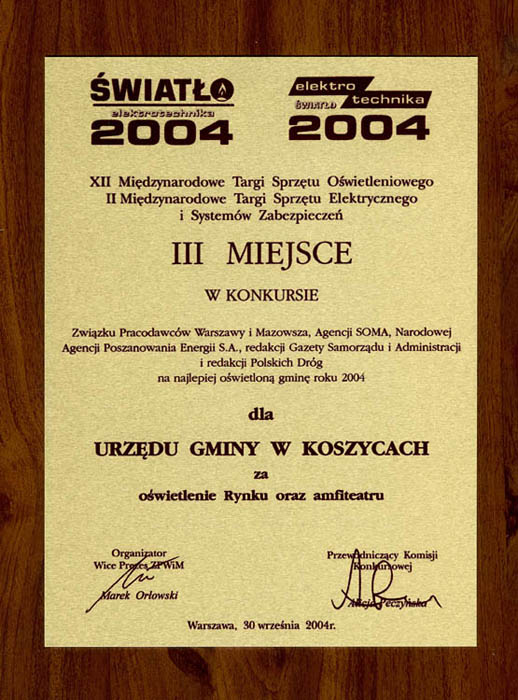 ŚWIATŁO
elektrotechnika
2004
elektro
ŚWIATŁO technika
2004
XII Międzynarodowe Targi Sprzętu Oświetleniowego
II Międzynarodowe Targi Sprzętu Elektrycznego
i Systemów Zabezpieczeń
III MIEJSCE
W KONKURSIE
Związku Pracodawców Warszawy i Mazowsza, Agencji SOMA, Narodowej
Agencji Poszanowania Energii S.A., redakcji Gazety Samorządu i Administracji
i redakcji Polskich Dróg
na najlepiej oświetloną gminę roku 2004
dla
URZĘDU GMINY W KOSZYCACH
za
oświetlenie Rynku oraz amfiteatru
Organizator
Wice Prezes ZPWiM
Marek Orłowski
Przewodniczący Komisji
Konkursowej
Alicja Peczyńska
Warszawa, 30 września 2004r.